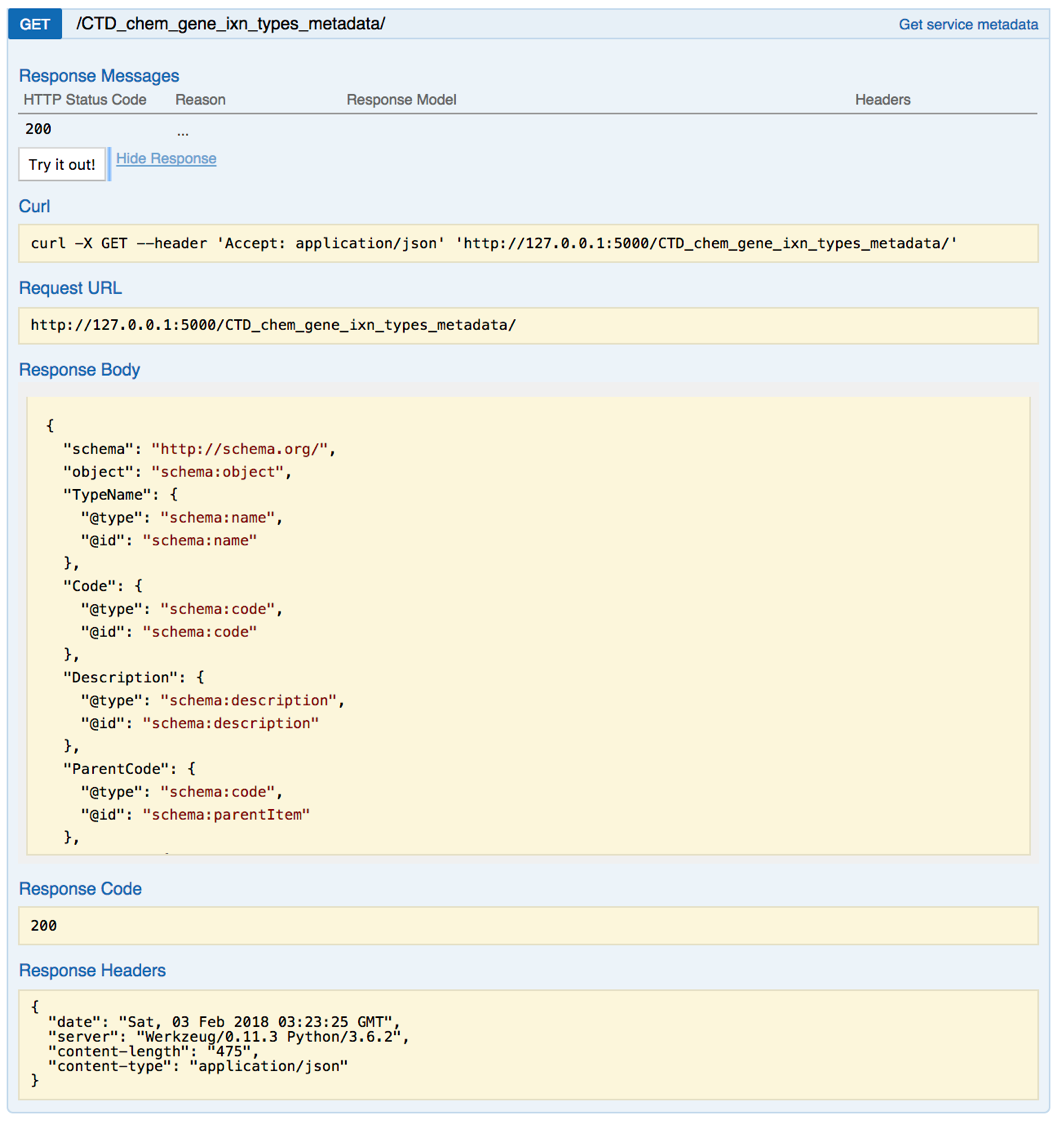 GET /CTD_chem_gene_ixn_types_metadata/ Get service metadata
Response Messages
HTTP Status Code Reason Response Model Headers
200 ...
Try it out! Hide Response
Curl
curl -X GET --header 'Accept: application/json' 'http://127.0.0.1:5000/CTD_chem_gene_ixn_types_metadata/'
Request URL
http://127.0.0.1:5000/CTD_chem_gene_ixn_types_metadata/
Response Body
{
  "schema": "http://schema.org/",
  "object": "schema:object",
  "TypeName": {
    "@type": "schema:name",
    "@id": "schema:name"
  },
  "Code": {
    "@type": "schema:code",
    "@id": "schema:code"
  },
  "Description": {
    "@type": "schema:description",
    "@id": "schema:description"
  },
  "ParentCode": {
    "@type": "schema:code",
    "@id": "schema:parentItem"
  },
Response Code
200
Response Headers
{
  "date": "Sat, 03 Feb 2018 03:23:25 GMT",
  "server": "Werkzeug/0.11.3 Python/3.6.2",
  "content-length": "475",
  "content-type": "application/json"
}